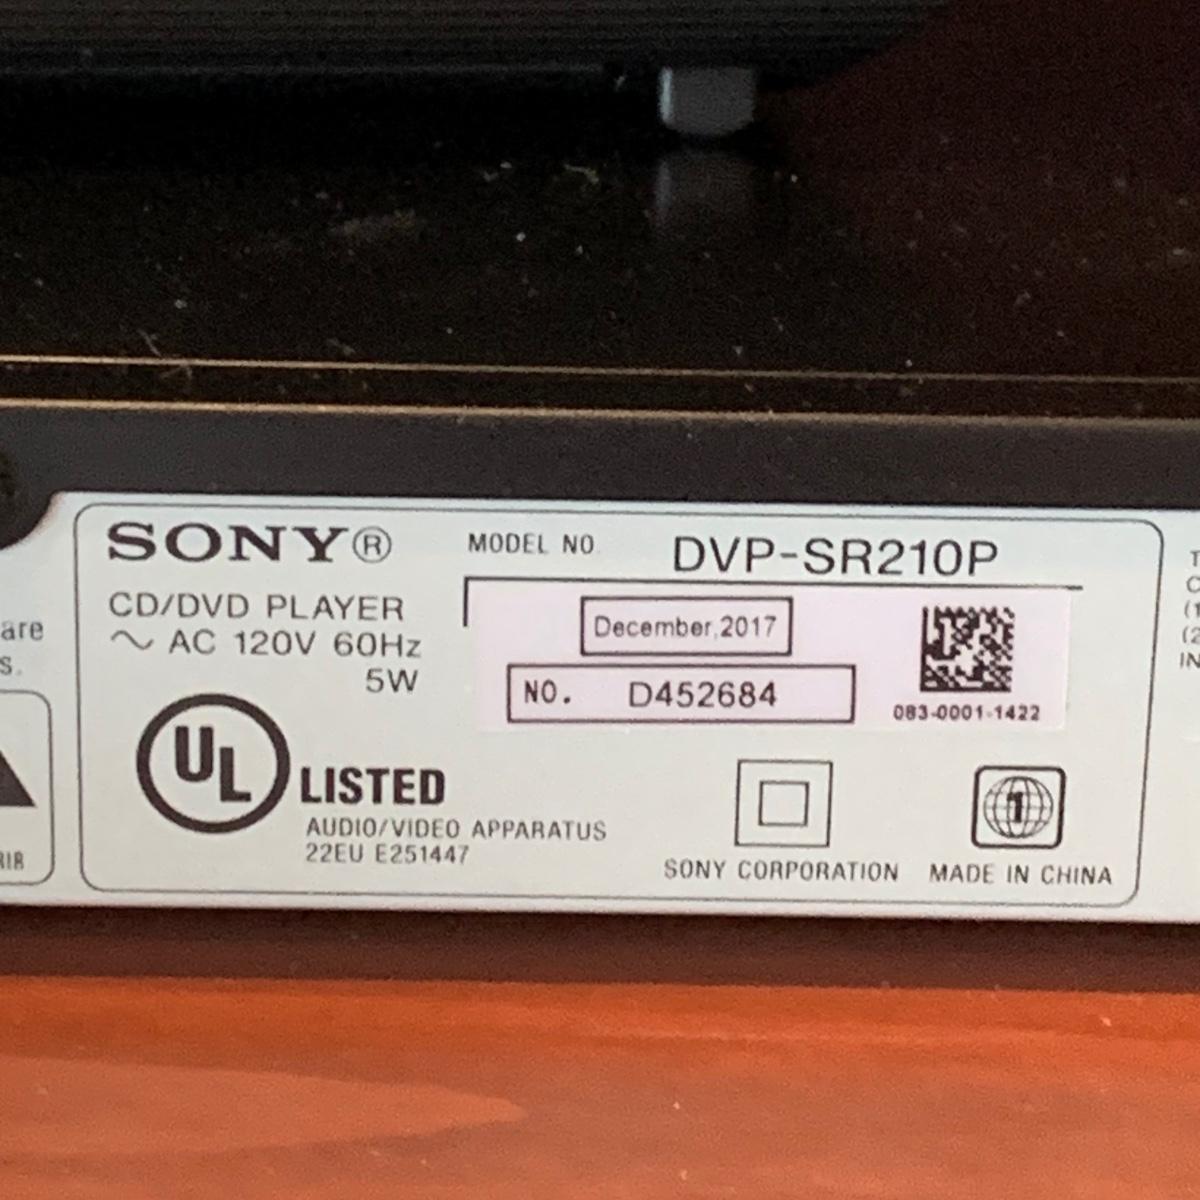 SONY®
MODEL NO. DVP-SR210P
CD/DVD PLAYER
~ AC 120V 60Hz
5W
December,2017
NO. D452684
083-0001-1422
UL LISTED
AUDIO/VIDEO APPARATUS
22EU E251447
1
SONY CORPORATION
MADE IN CHINA
are
s.